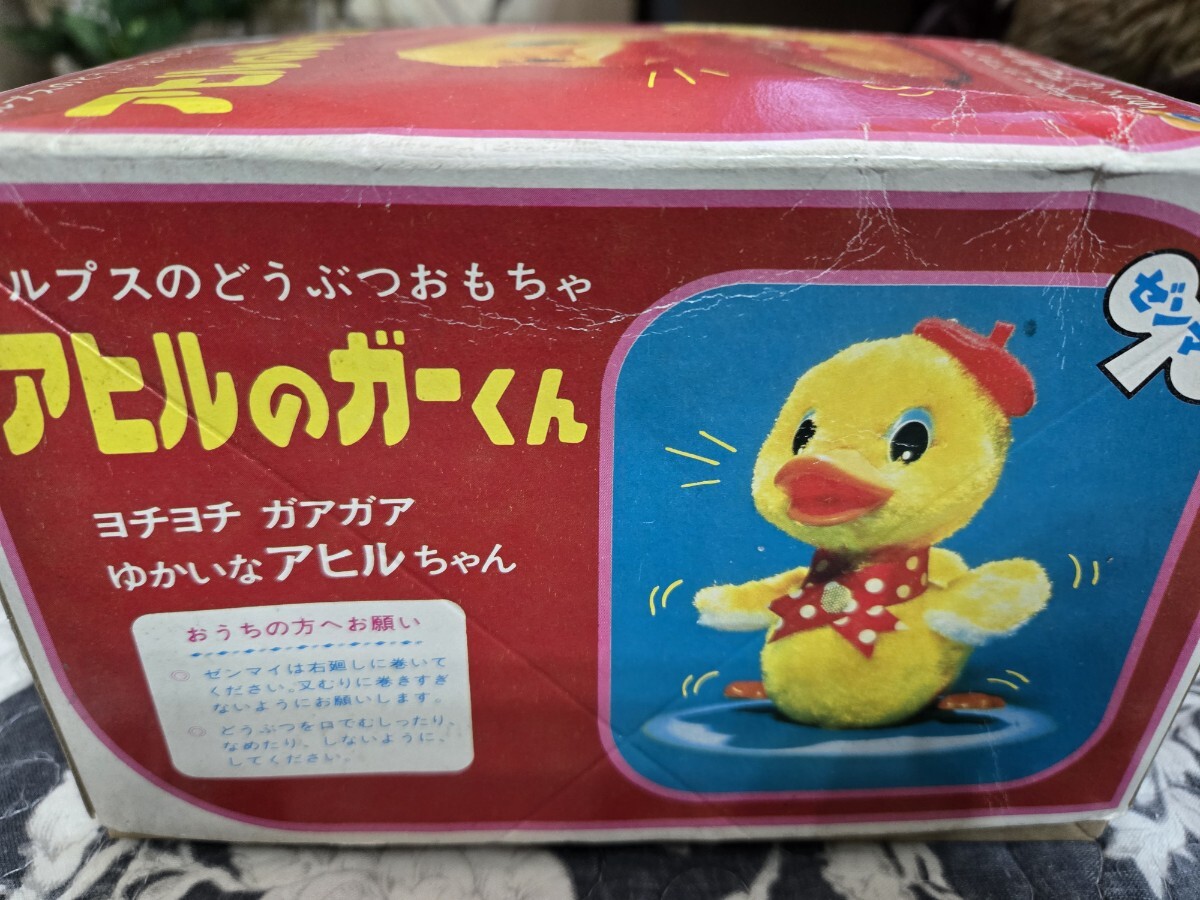 アヒルの
ルプスのどうぶつおもちゃ
アヒルのガーくん
ヨチヨチ ガアガア
ゆかいなアヒルちゃん
おうちの方へお願い
◎ ゼンマイは右廻しに巻いて
ください。又むりに巻きすぎ
ないようにお願いします。
◎ どうぶつを口でむしったり、
なめたり、しないように、
してください。
ゼンマ